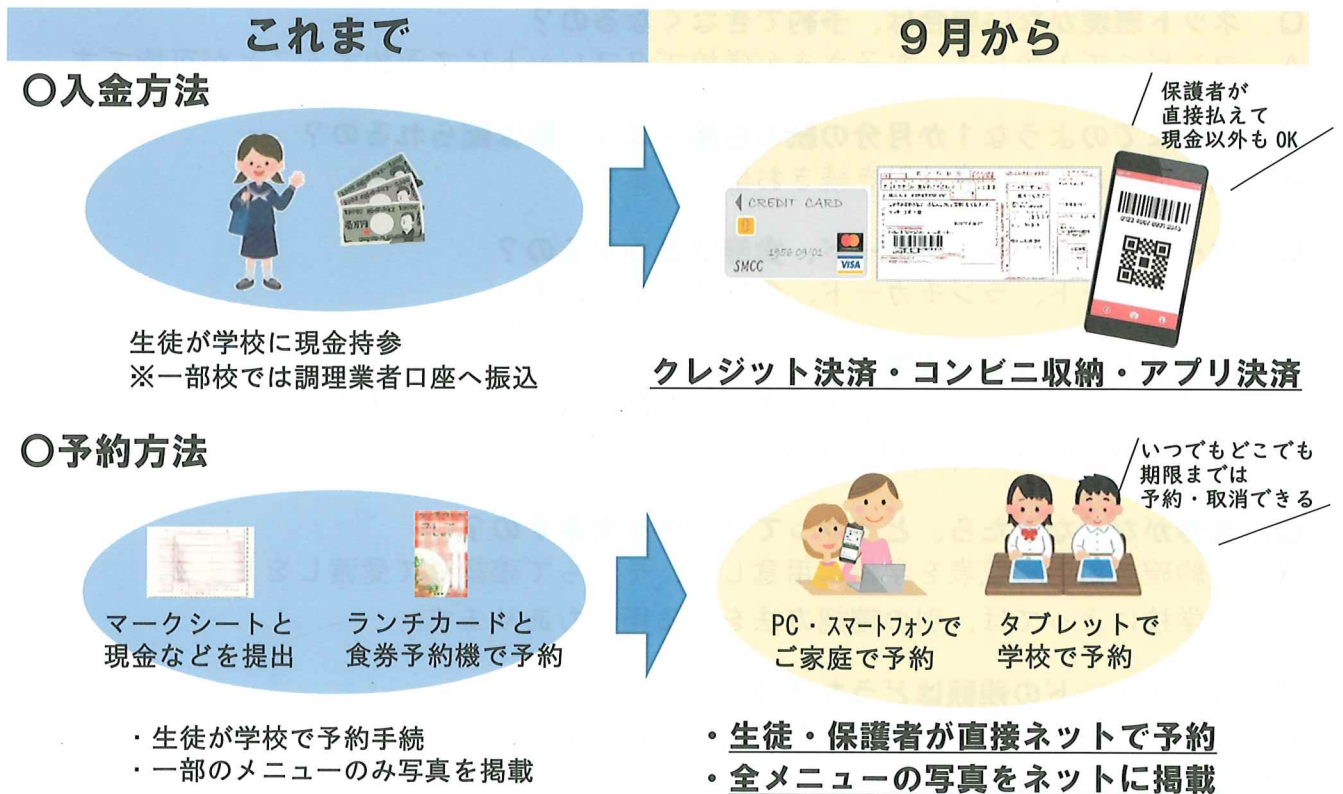 これまで
9月から
〇入金方法
保護者が
直接払えて
現金以外も OK
CREDIT CARD
1956 09/01
SMCC
VISA
生徒が学校に現金持参
※一部校では調理業者口座へ振込
クレジット決済・コンビニ収納・アプリ決済
〇予約方法
いつでもどこでも
期限までは
予約・取消できる
マークシートと
現金などを提出
ランチカードと
食券予約機で予約
PC・スマートフォンで
ご家庭で予約
タブレットで
学校で予約
・生徒が学校で予約手続
・一部のメニューのみ写真を掲載
・生徒・保護者が直接ネットで予約
・全メニューの写真をネットに掲載